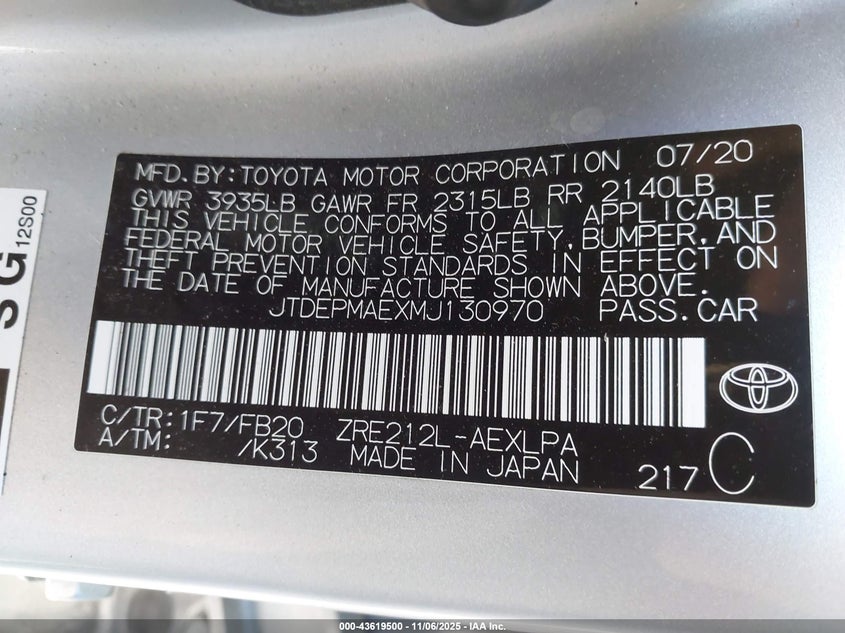 MFD.BY:TOYOTA MOTOR CORPORATION 07/20
GVWR 3935LB GAWR FR 2315LB RR 2140LB
THIS VEHICLE CONFORMS TO ALL APPLICABLE
FEDERAL MOTOR VEHICLE SAFETY,BUMPER,AND
THEFT PREVENTION STANDARDS IN EFFECT ON
THE DATE OF MANUFACTURE SHOWN ABOVE.
JTDEPMAEXMJ130970 PASS.CAR
C/TR:1F7/FB20 ZRE212L-AEXLPA
A/TM: /K313 MADE IN JAPAN 217 C
SG
12S00
000-43619500 - 11/06/2025 - IAA Inc.